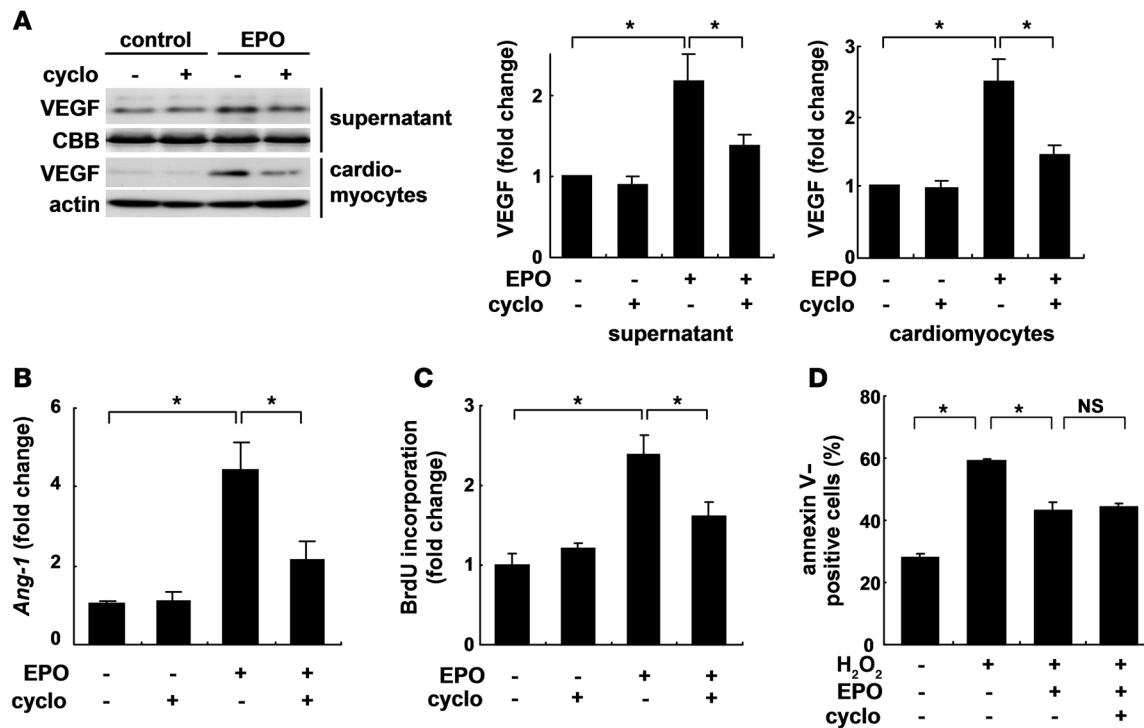 A
control EPO
cyclo - + - +
VEGF
CBB
supernatant
VEGF
actin
cardio-
myocytes
VEGF (fold change)
* *
2
1
0
EPO - - + +
cyclo - + - +
supernatant
VEGF (fold change)
* *
3
2
1
0
EPO - - + +
cyclo - + - +
cardiomyocytes
B
Ang-1 (fold change)
* *
6
4
2
0
EPO - - + +
cyclo - + - +
C
BrdU incorporation
(fold change)
* *
3
2
1
0
EPO - - + +
cyclo - + - +
D
annexin V–
positive cells (%)
* * NS
80
60
40
20
0
H₂O₂ - + + +
EPO - - + +
cyclo - - - +